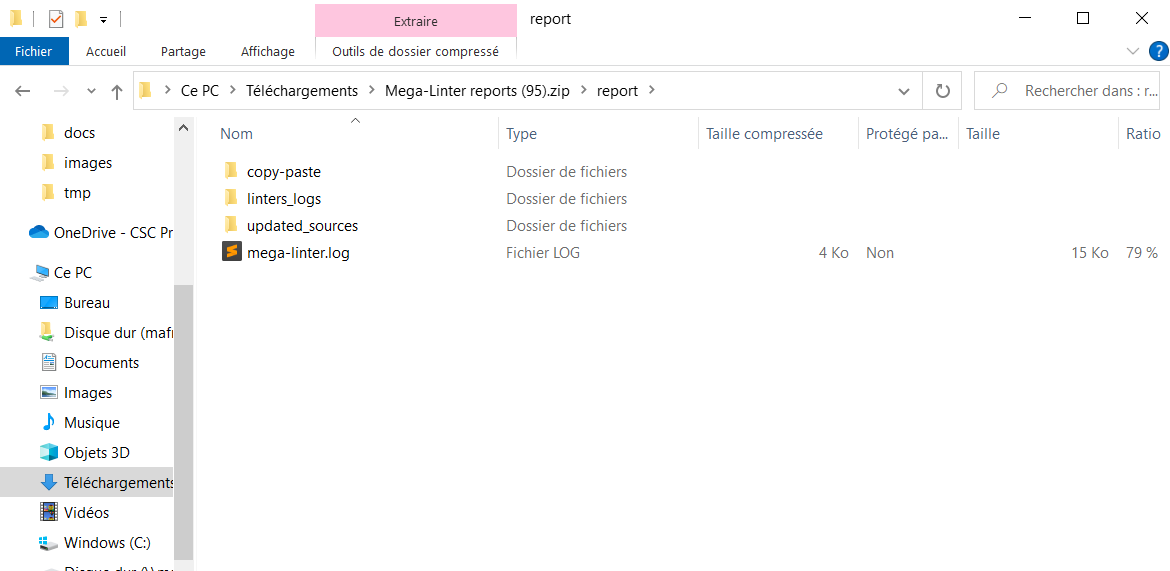 Extraire
report
Fichier
Accueil
Partage
Affichage
Outils de dossier compressé
?
Ce PC
Téléchargements
Mega-Linter reports (95).zip
report
Rechercher dans : r...
docs
images
tmp
OneDrive - CSC Pr
Ce PC
Bureau
Disque dur (mafr
Documents
Images
Musique
Objets 3D
Téléchargements
Vidéos
Windows (C:)
Nom Type Taille compressée Protégé pa... Taille Ratio
copy-paste Dossier de fichiers
linters_logs Dossier de fichiers
updated_sources Dossier de fichiers
mega-linter.log Fichier LOG 4 Ko Non 15 Ko 79 %